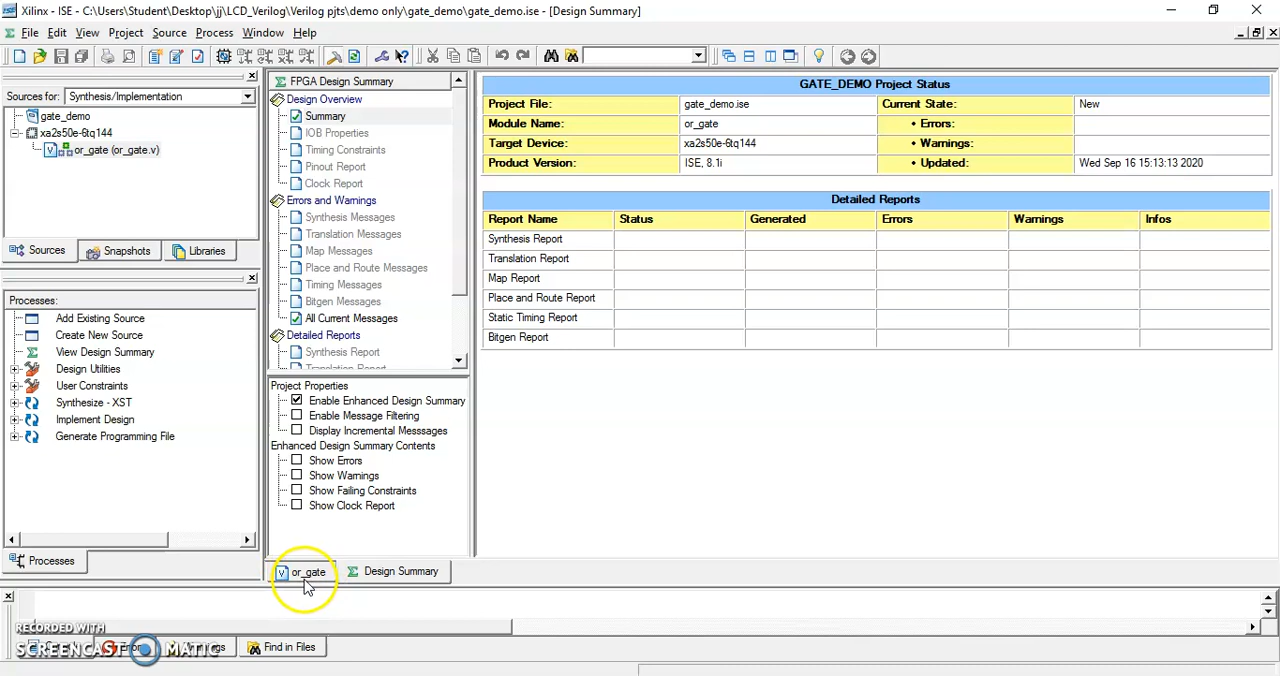 Xilinx - ISE - C:\Users\Student\Desktop\jj\LCD_Verilog\Verilog pjts\demo only\gate_demo\gate_demo.ise - [Design Summary]
File Edit View Project Source Process Window Help
Sources for: Synthesis/Implementation
gate_demo
xa2s50e-6tq144
V or_gate (or_gate.v)
Sources Snapshots Libraries
Processes:
Add Existing Source
Create New Source
View Design Summary
Design Utilities
User Constraints
Synthesize - XST
Implement Design
Generate Programming File
Processes
FPGA Design Summary
Design Overview
Summary
IOB Properties
Timing Constraints
Pinout Report
Clock Report
Errors and Warnings
Synthesis Messages
Translation Messages
Map Messages
Place and Route Messages
Timing Messages
Bitgen Messages
All Current Messages
Detailed Reports
Synthesis Report
Translation Report
Project Properties
Enable Enhanced Design Summary
Enable Message Filtering
Display Incremental Messsages
Enhanced Design Summary Contents
Show Errors
Show Warnings
Show Failing Constraints
Show Clock Report
V or_gate Design Summary
GATE_DEMO Project Status
Project File: gate_demo.ise Current State: New
Module Name: or_gate • Errors:
Target Device: xa2s50e-6tq144 • Warnings:
Product Version: ISE, 8.1i • Updated: Wed Sep 16 15:13:13 2020
Detailed Reports
Report Name Status Generated Errors Warnings Infos
Synthesis Report
Translation Report
Map Report
Place and Route Report
Static Timing Report
Bitgen Report
RECORDED WITH
SCREENCAST MATIC
Find in Files